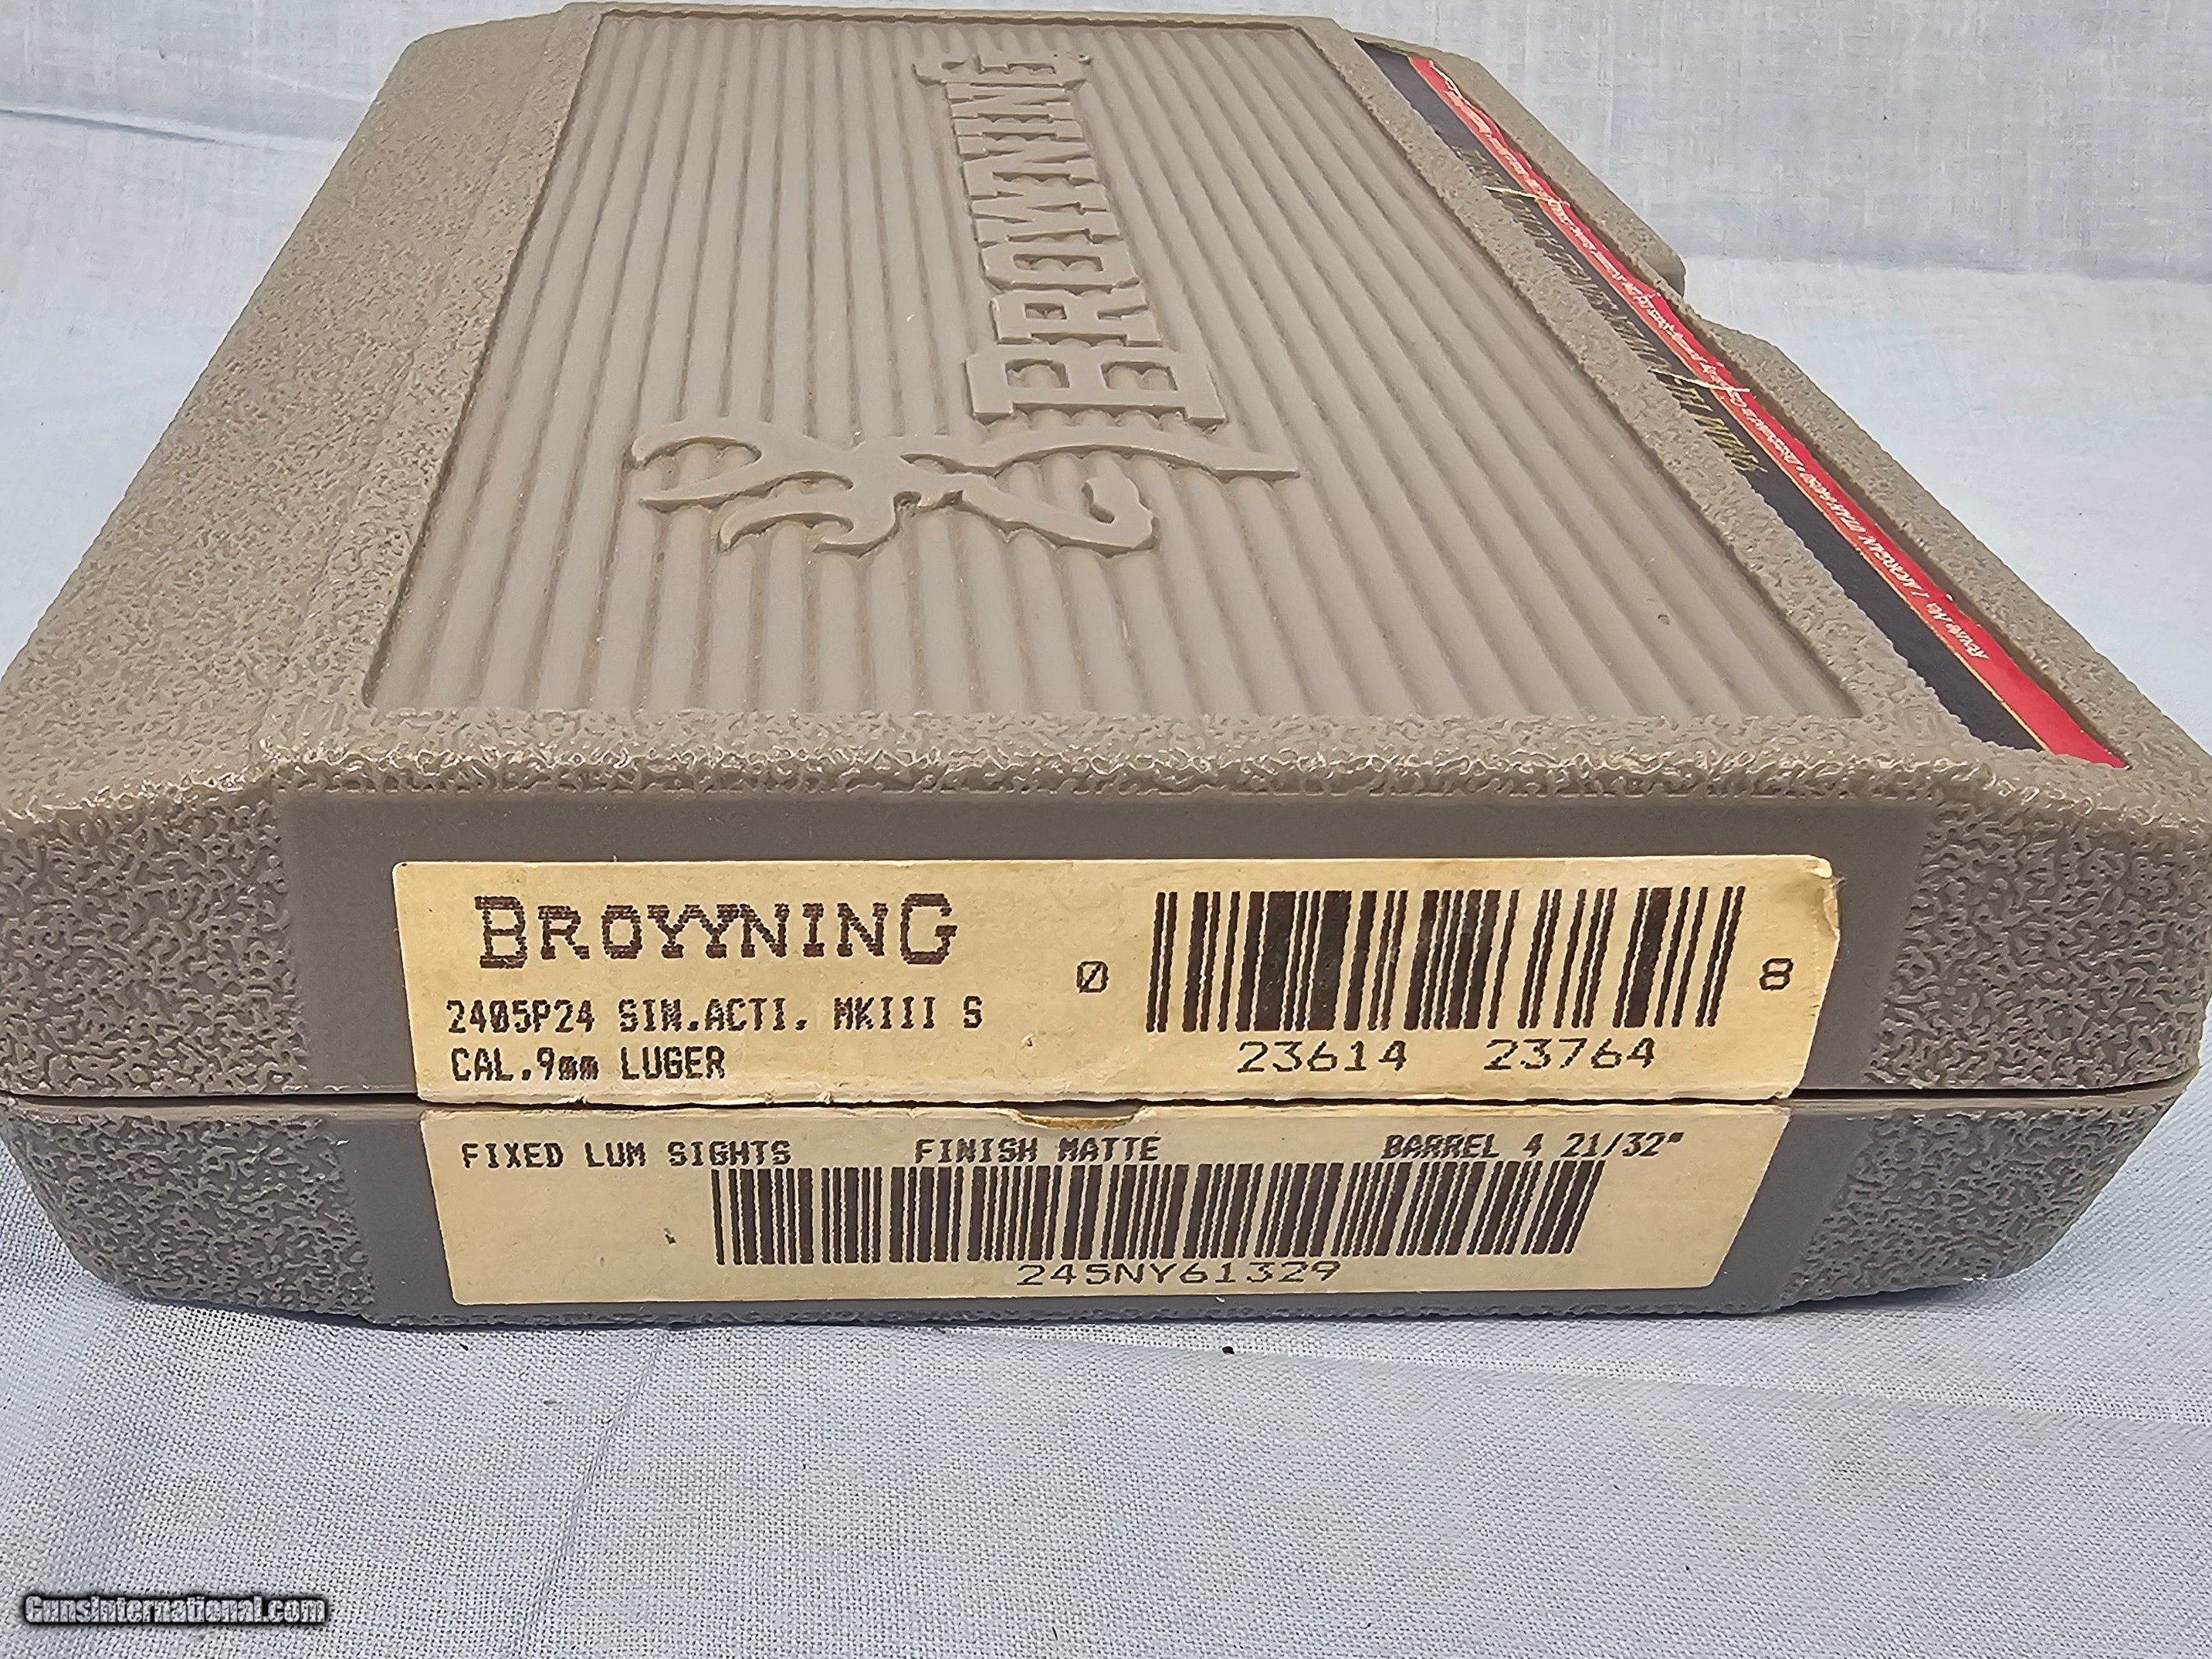 BROWNING
BROWNING
2405P24 SIN.ACTI. MKIII S
CAL.9mm LUGER
0 23614 23764 8
FIXED LUM SIGHTS FINISH MATTE BARREL 4 21/32"
245NY61329
GunsInternational.com